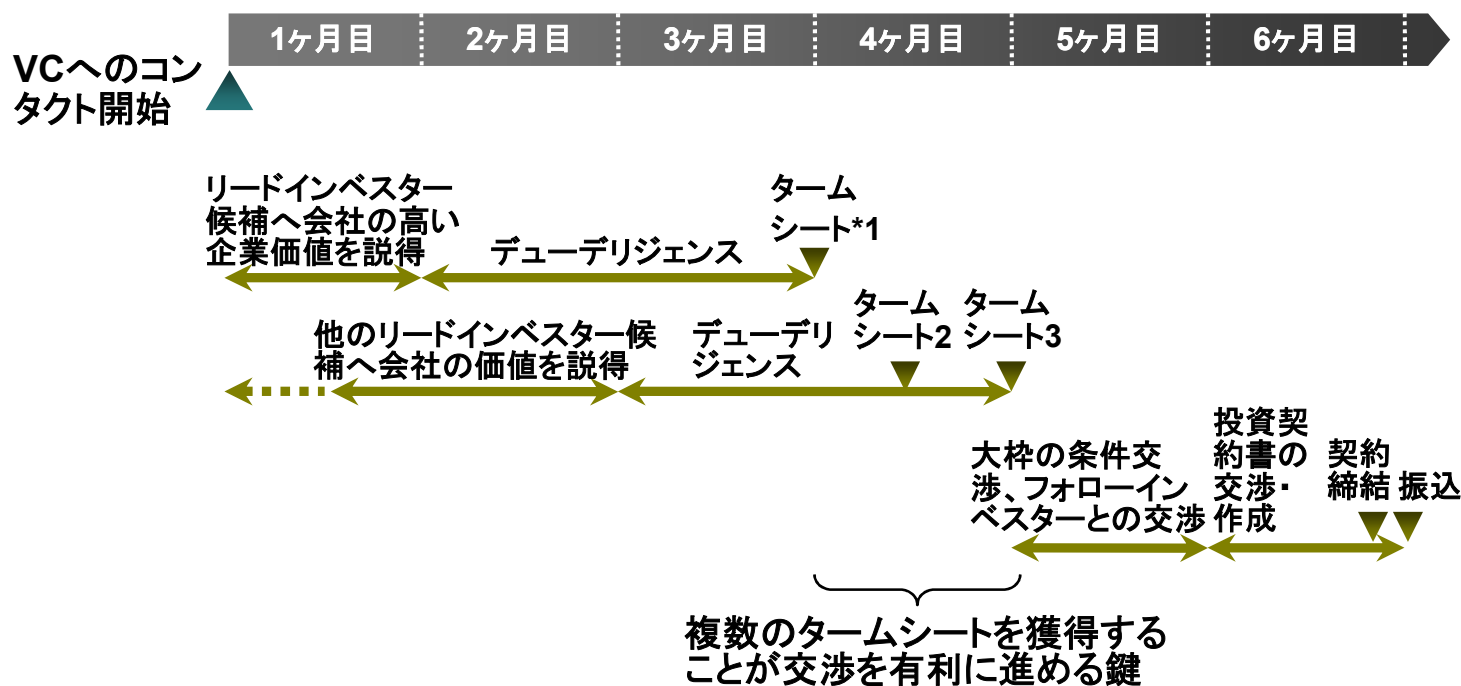 1ヶ月目 2ヶ月目 3ヶ月目 4ヶ月目 5ヶ月目 6ヶ月目
VCへのコン
タクト開始
リードインベスター
候補へ会社の高い
企業価値を説得
デューデリジェンス
ターム
シート*1
他のリードインベスター候
補へ会社の価値を説得
デューデリ
ジェンス
ターム
シート2
ターム
シート3
大枠の条件交
渉、フォローイン
ベスターとの交渉
投資契
約書の
交渉・
作成
契約
締結
振込
複数のタームシートを獲得する
ことが交渉を有利に進める鍵